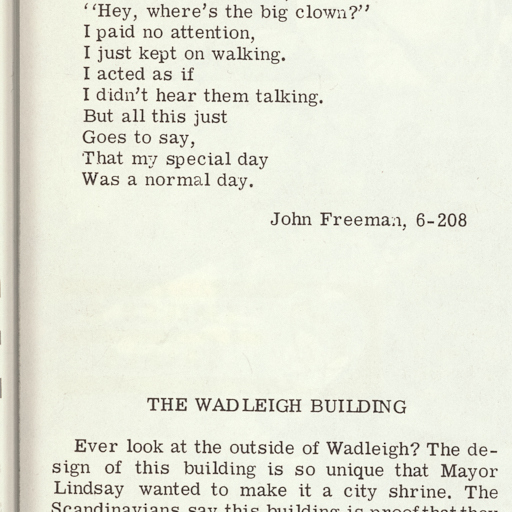 "Hey, where's the big clown?"
I paid no attention,
I just kept on walking.
I acted as if
I didn't hear them talking.
But all this just
Goes to say,
That my special day
Was a normal day.
John Freeman, 6-208
THE WADLEIGH BUILDING
Ever look at the outside of Wadleigh? The de-
sign of this building is so unique that Mayor
Lindsay wanted to make it a city shrine. The
Scandinavians say this building is proof that they